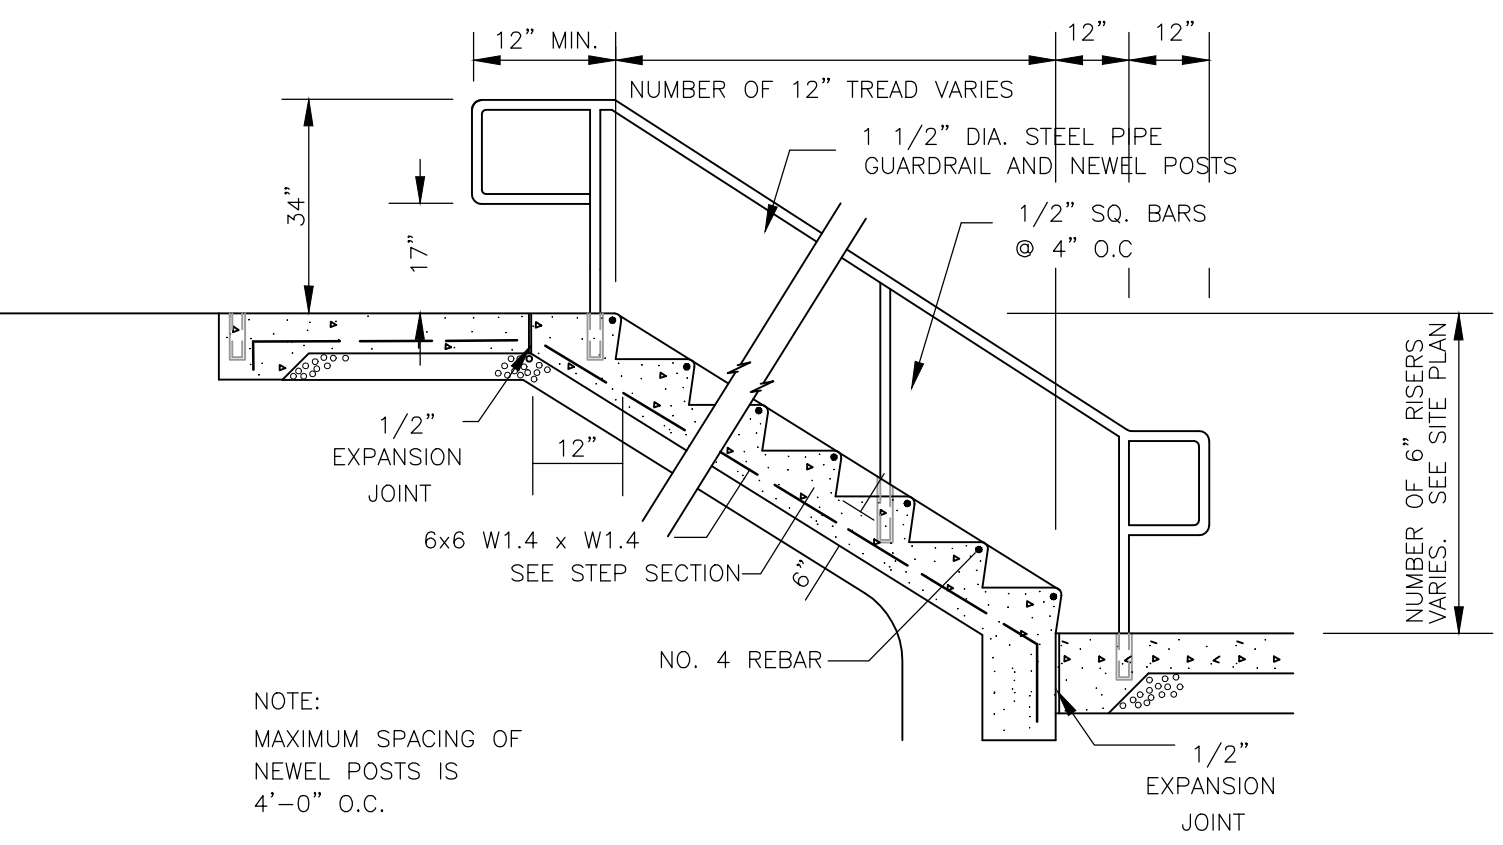 12” MIN.
12”
12”
NUMBER OF 12” TREAD VARIES
1 1/2” DIA. STEEL PIPE
GUARDRAIL AND NEWEL POSTS
34”
17”
1/2” SQ. BARS
@ 4” O.C
NUMBER OF 6” RISERS
VARIES. SEE SITE PLAN
1/2”
EXPANSION
JOINT
12”
6x6 W1.4 x W1.4
SEE STEP SECTION
6”
NO. 4 REBAR
NOTE:
MAXIMUM SPACING OF
NEWEL POSTS IS
4’–0” O.C.
1/2”
EXPANSION
JOINT